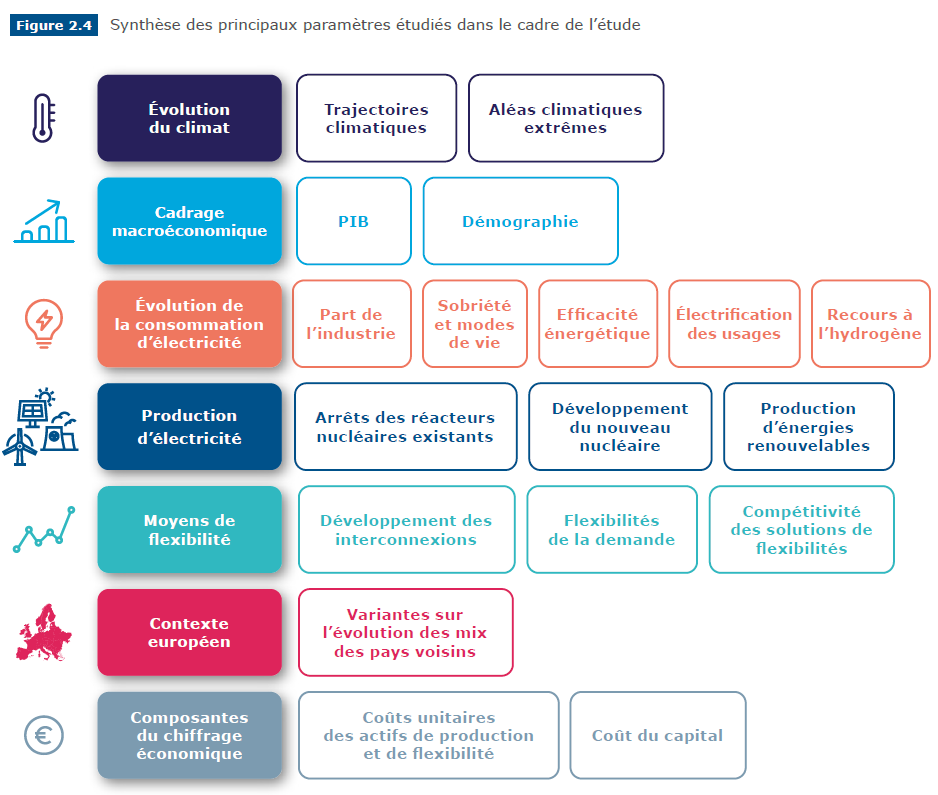 Figure 2.4 Synthèse des principaux paramètres étudiés dans le cadre de l’étude
Évolution
du climat
Trajectoires
climatiques
Aléas climatiques
extrêmes
Cadrage
macroéconomique
PIB
Démographie
Évolution de
la consommation
d’électricité
Part de
l’industrie
Sobriété
et modes
de vie
Efficacité
énergétique
Électrification
des usages
Recours à
l’hydrogène
Production
d’électricité
Arrêts des réacteurs
nucléaires existants
Développement
du nouveau
nucléaire
Production
d’énergies
renouvelables
Moyens de
flexibilité
Développement des
interconnexions
Flexibilités
de la demande
Compétitivité
des solutions de
flexibilités
Contexte
européen
Variantes sur
l’évolution des mix
des pays voisins
Composantes
du chiffrage
économique
Coûts unitaires
des actifs de production
et de flexibilité
Coût du capital